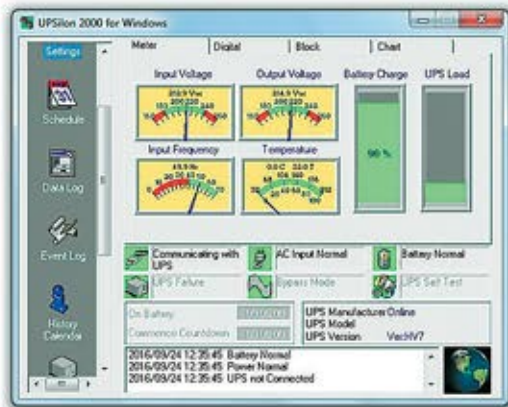 UPSilon 2000 for Windows
Settings
Schedule
Data Log
Event Log
History
Calendar
Meter
Digital
Block
Chart
Input Voltage
Output Voltage
Battery Charge
UPS Load
Input Frequency
Temperature
90 %
Communicating with
UPS
AC Input Normal
Battery Normal
UPS Failure
Bypass Mode
UPS Self Test
On Battery
Commence Countdown
UPS Manufacturer Online
UPS Model
UPS Version Ver:HV7
2016/09/24 12:35:45 Battery Normal
2016/09/24 12:35:45 Power Normal
2016/09/24 12:35:45 UPS not Connected